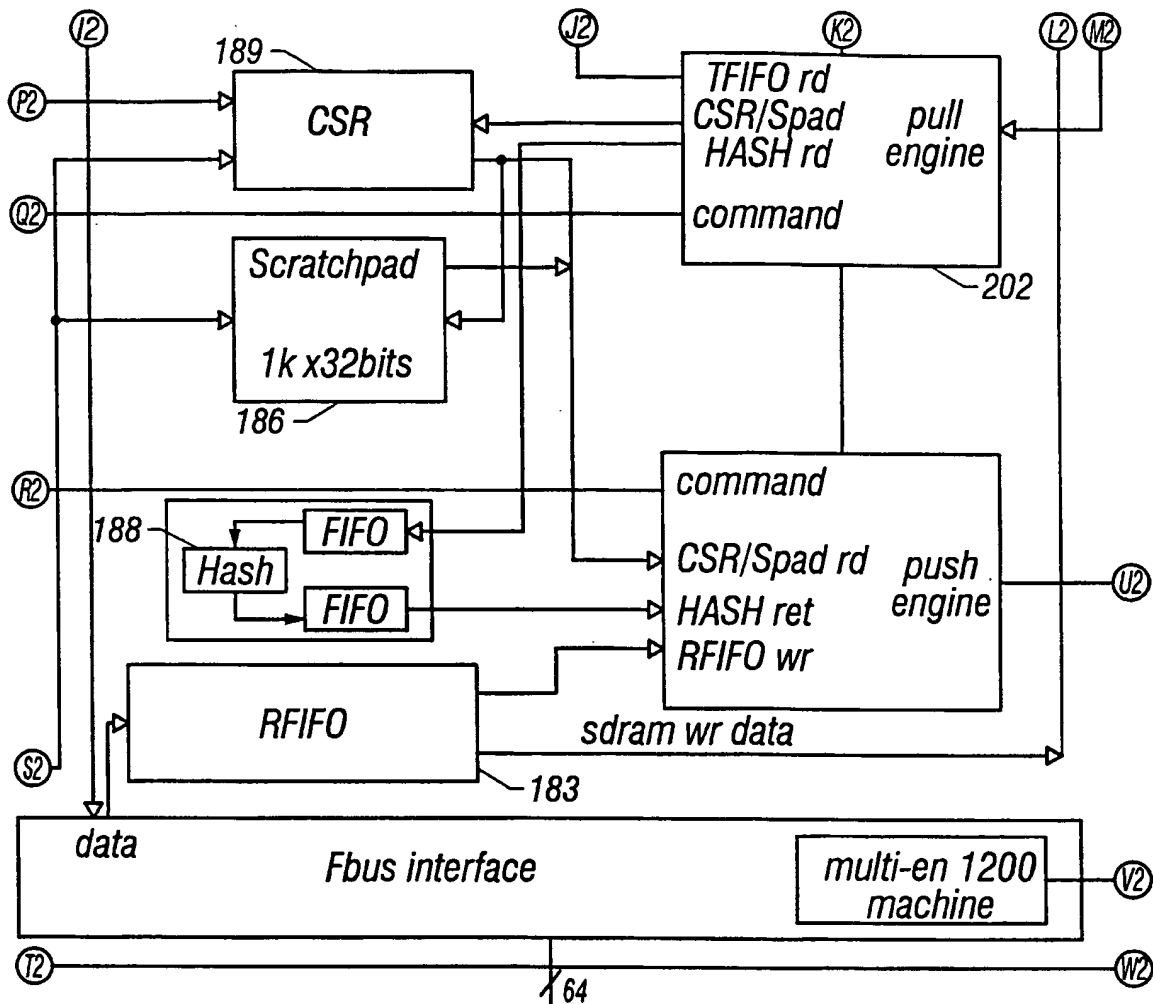 I2
J2
K2
L2
M2
189
P2
CSR
TFIFO rd
CSR/Spad
HASH rd
pull
engine
command
Q2
202
Scratchpad
1k x32bits
186
R2
command
188
FIFO
Hash
FIFO
CSR/Spad rd
HASH ret
RFIFO wr
push
engine
U2
RFIFO
sdram wr data
S2
183
data
Fbus interface
multi-en 1200
machine
V2
T2
W2
64